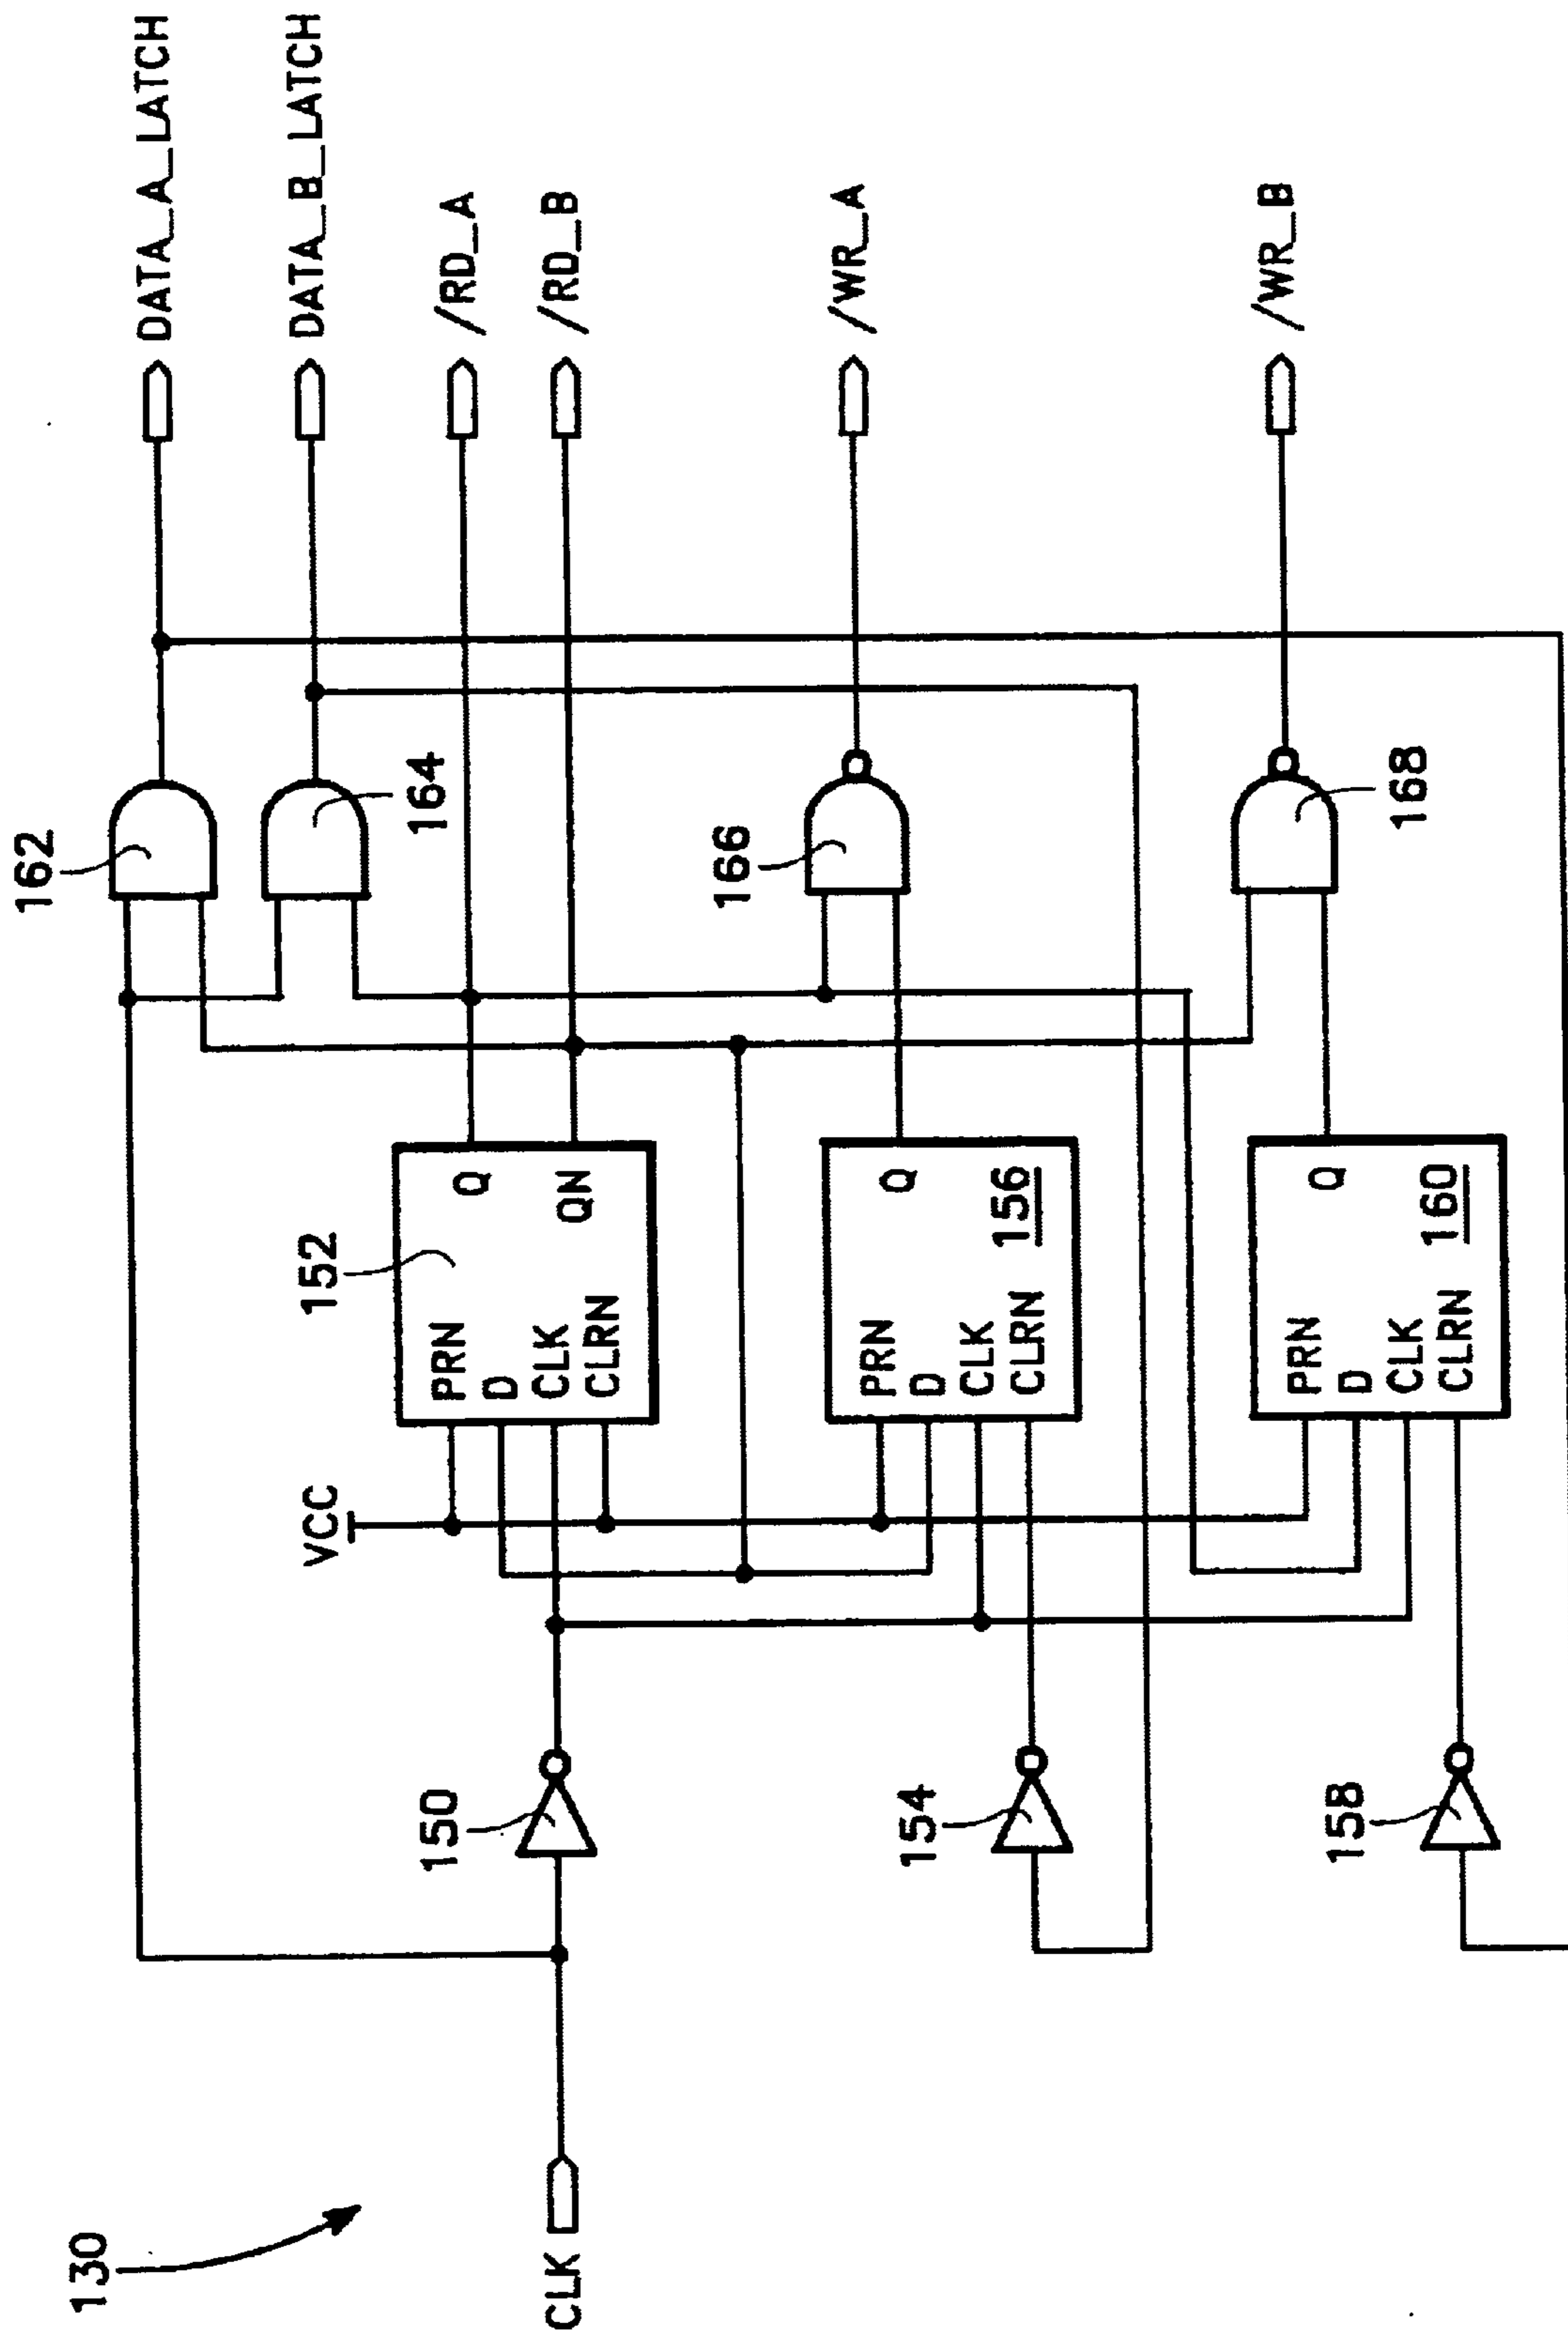 130
CLK
150
154
158
VCC
152
PRN
D
CLK
CLRN
Q
QN
PRN
D
CLK
CLRN
Q
156
PRN
D
CLK
CLRN
Q
160
162
164
166
168
DATA_A_LATCH
DATA_B_LATCH
/RD_A
/RD_B
/WR_A
/WR_B